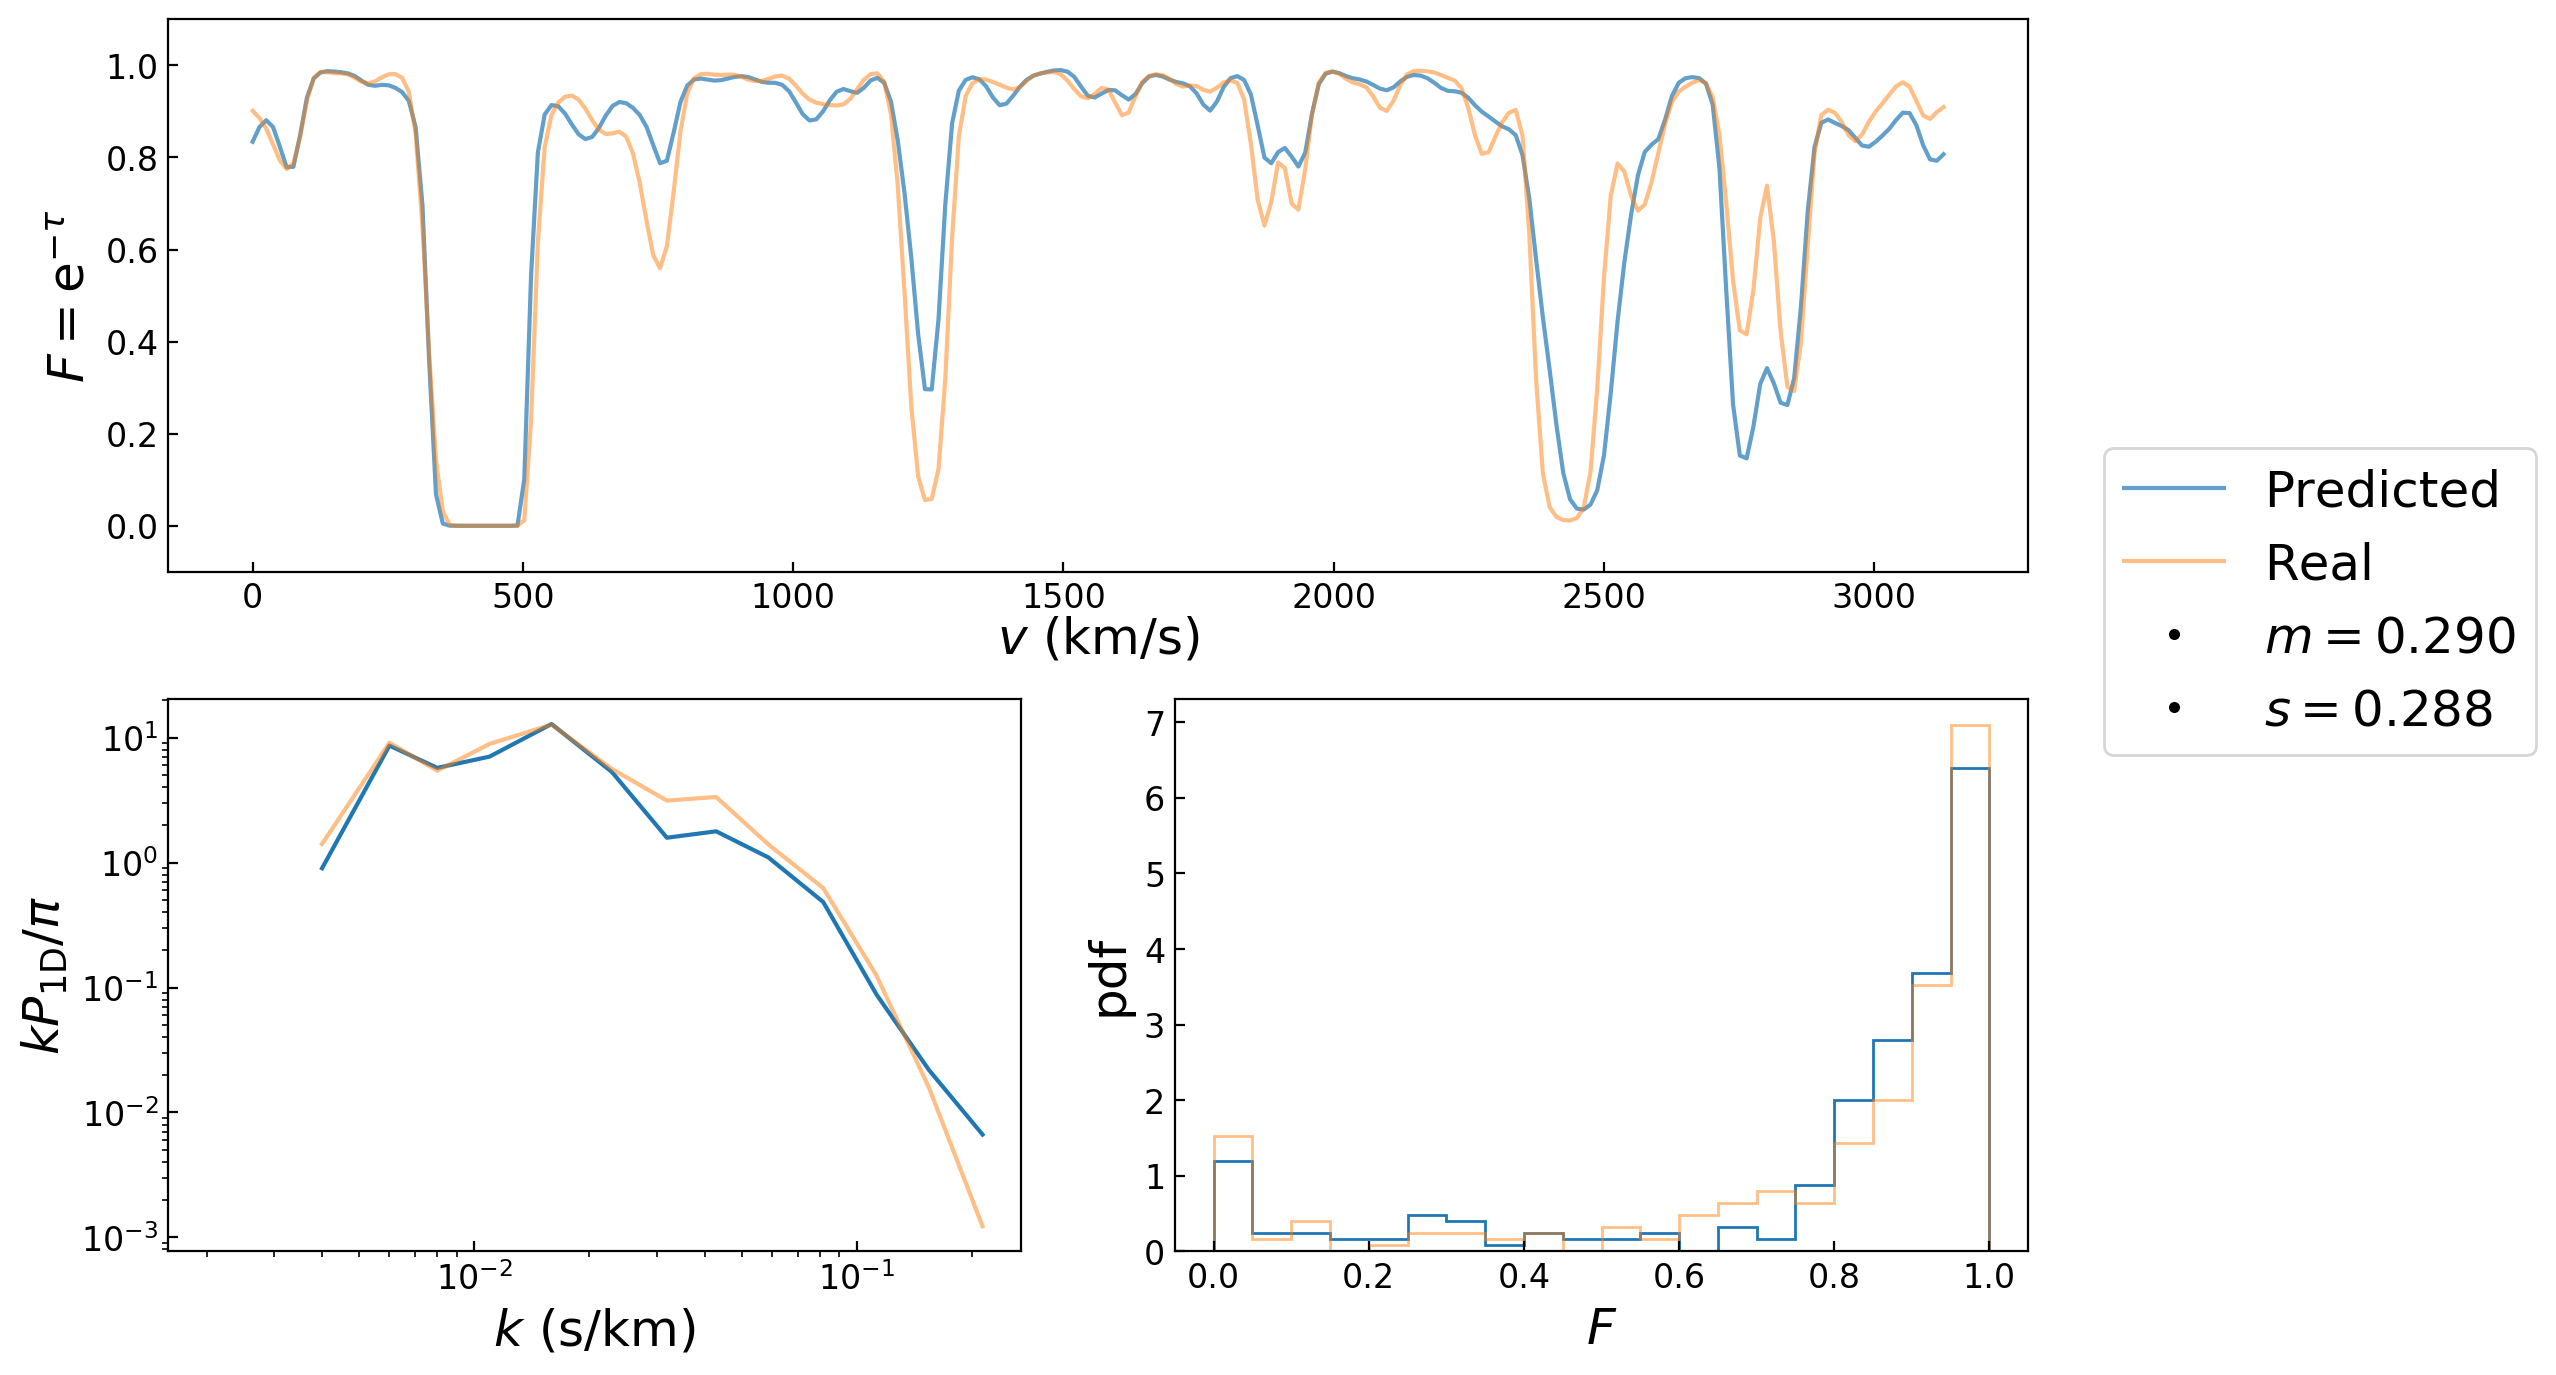 1.0
0.8
0.6
0.4
0.2
0.0
F = e^{−τ}
0 500 1000 1500 2000 2500 3000
v (km/s)
Predicted
Real
m = 0.290
s = 0.288
10^1
10^0
10^{−1}
10^{−2}
10^{−3}
kP_{1D}/π
10^{−2} 10^{−1}
k (s/km)
7
6
5
4
3
2
1
0
pdf
0.0 0.2 0.4 0.6 0.8 1.0
F